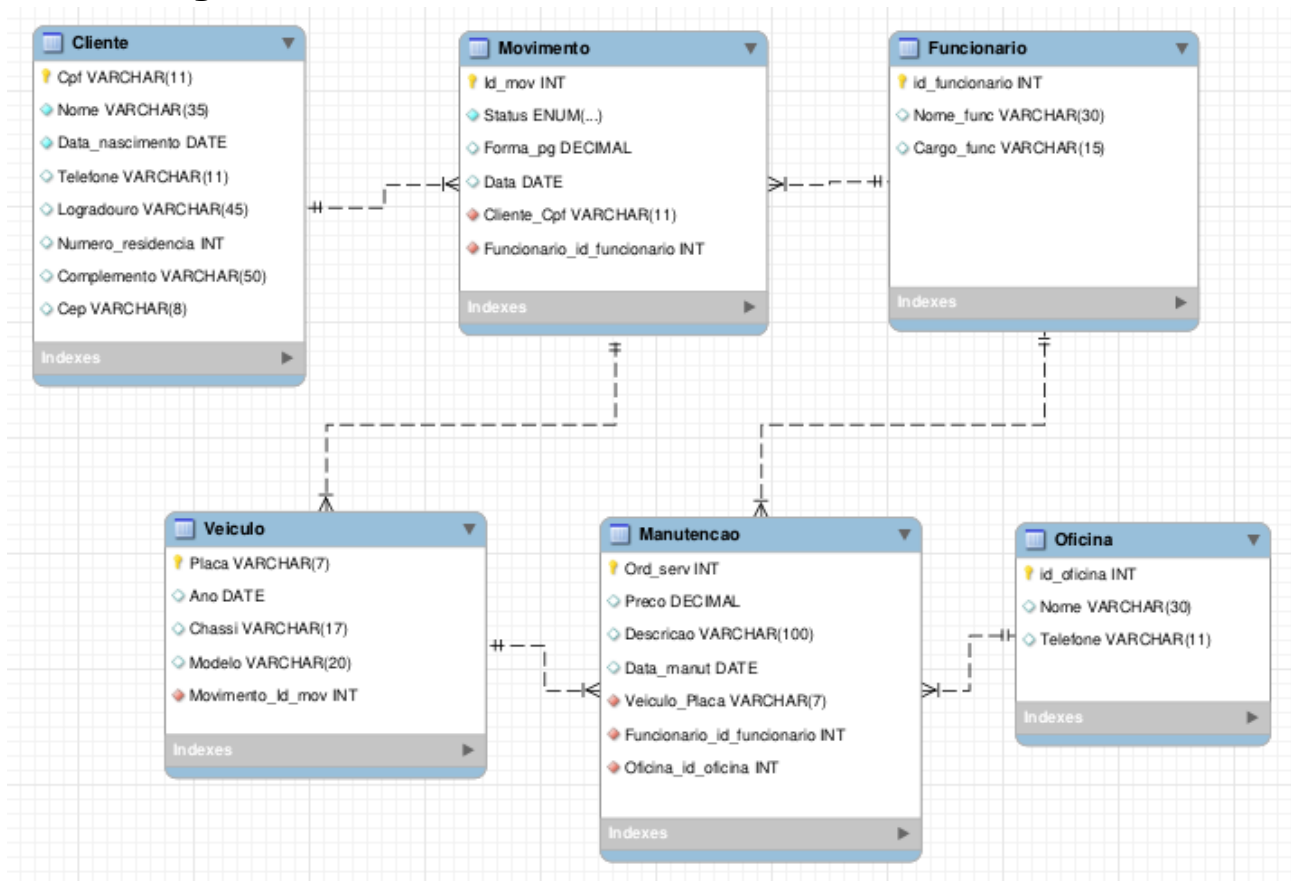 Cliente
Cpf VARCHAR(11)
Nome VARCHAR(35)
Data_nascimento DATE
Telefone VARCHAR(11)
Logradouro VARCHAR(45)
Numero_residencia INT
Complemento VARCHAR(50)
Cep VARCHAR(8)
Indexes
Movimento
Id_mov INT
Status ENUM(...)
Forma_pg DECIMAL
Data DATE
Cliente_Cpf VARCHAR(11)
Funcionario_id_funcionario INT
Indexes
Funcionario
id_funcionario INT
Nome_func VARCHAR(30)
Cargo_func VARCHAR(15)
Indexes
Veiculo
Placa VARCHAR(7)
Ano DATE
Chassi VARCHAR(17)
Modelo VARCHAR(20)
Movimento_Id_mov INT
Indexes
Manutencao
Ord_serv INT
Preco DECIMAL
Descricao VARCHAR(100)
Data_manut DATE
Veiculo_Placa VARCHAR(7)
Funcionario_id_funcionario INT
Oficina_id_oficina INT
Indexes
Oficina
id_oficina INT
Nome VARCHAR(30)
Telefone VARCHAR(11)
Indexes